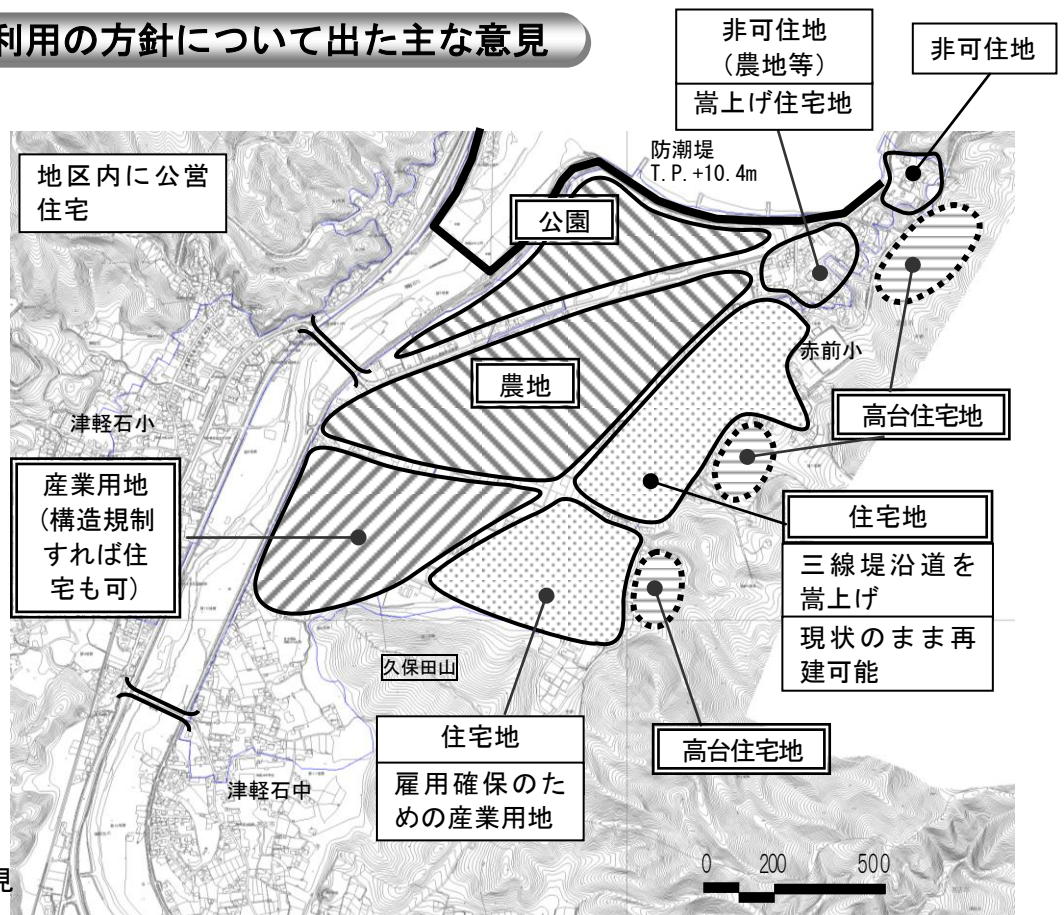 利用の方針について出た主な意見
非可住地
(農地等)
嵩上げ住宅地
非可住地
地区内に公営
住宅
防潮堤
T.P.+10.4m
公園
農地
赤前小
津軽石小
高台住宅地
産業用地
(構造規制
すれば住
宅も可)
住宅地
三線堤沿道を
嵩上げ
現状のまま再
建可能
久保田山
住宅地
雇用確保のた
めの産業用地
高台住宅地
津軽石中
見
0 200 500